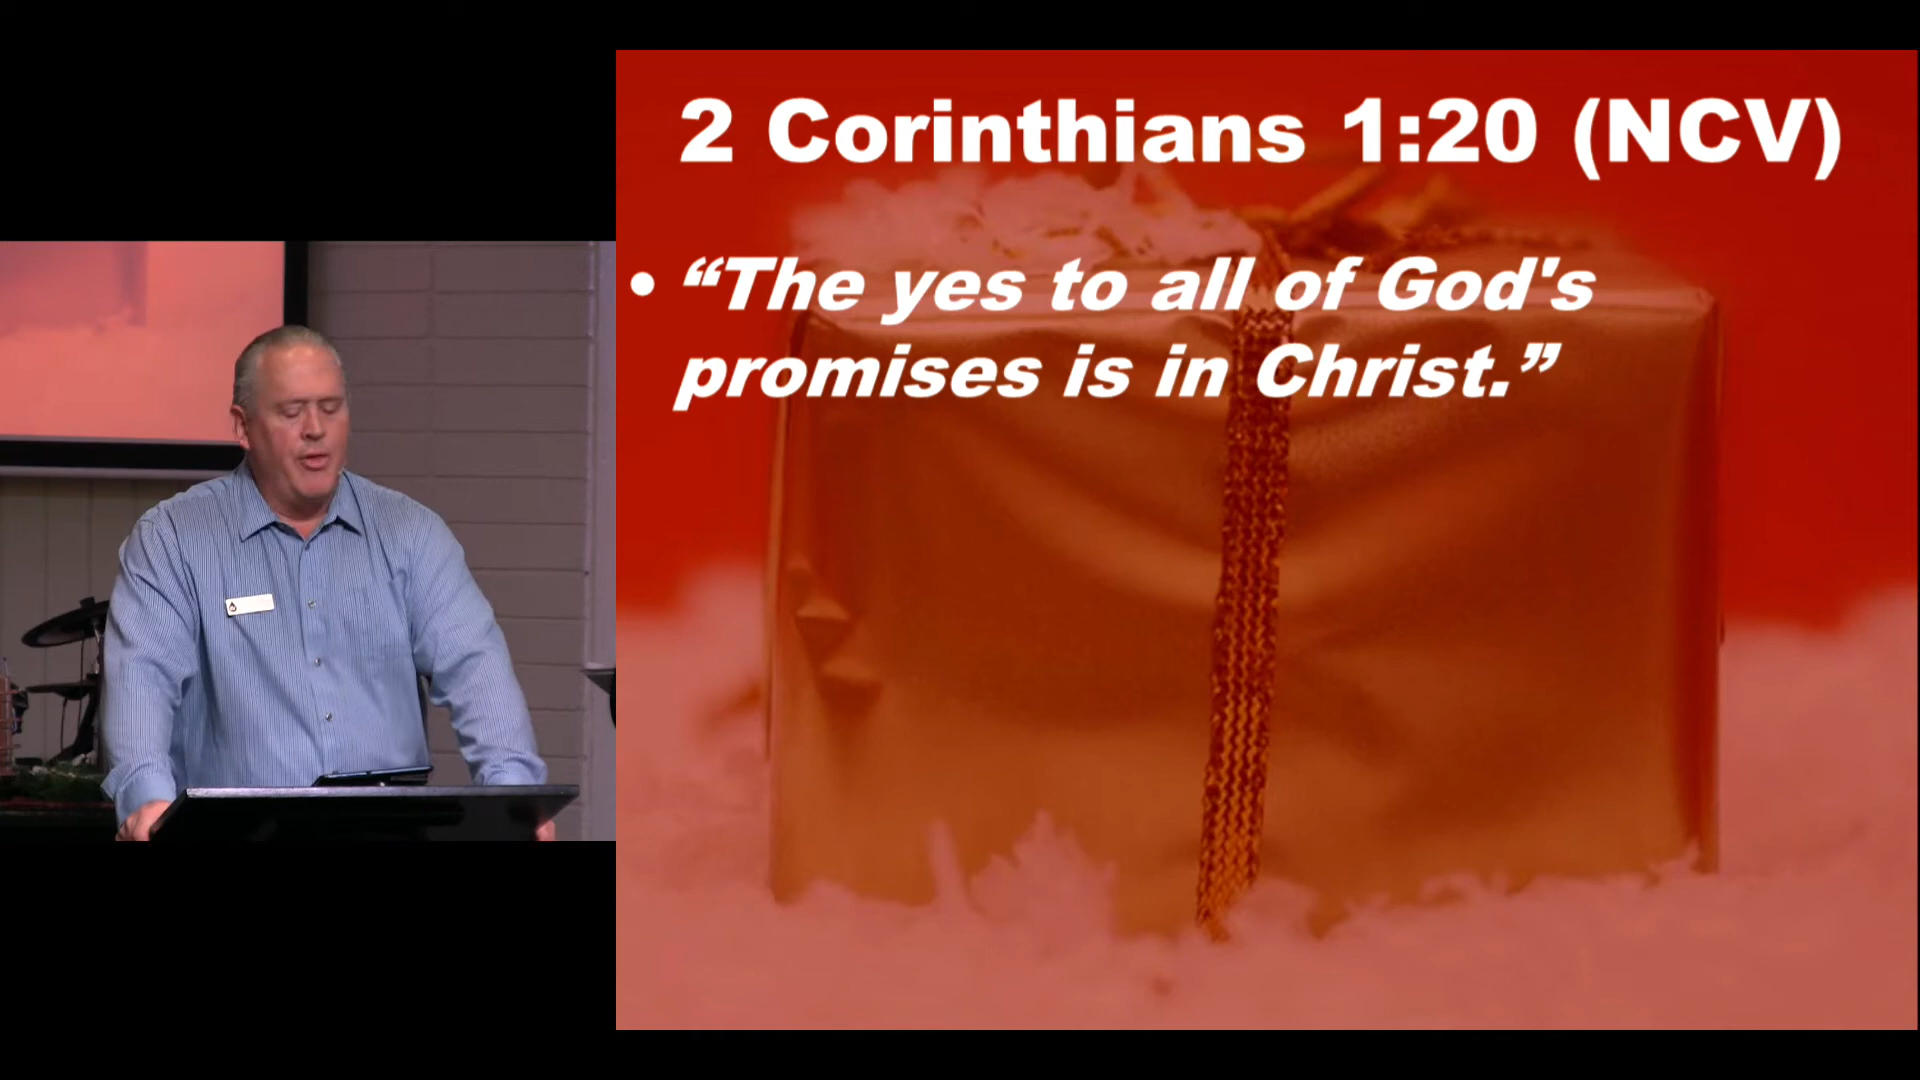 2 Corinthians 1:20 (NCV)
• “The yes to all of God's
promises is in Christ.”